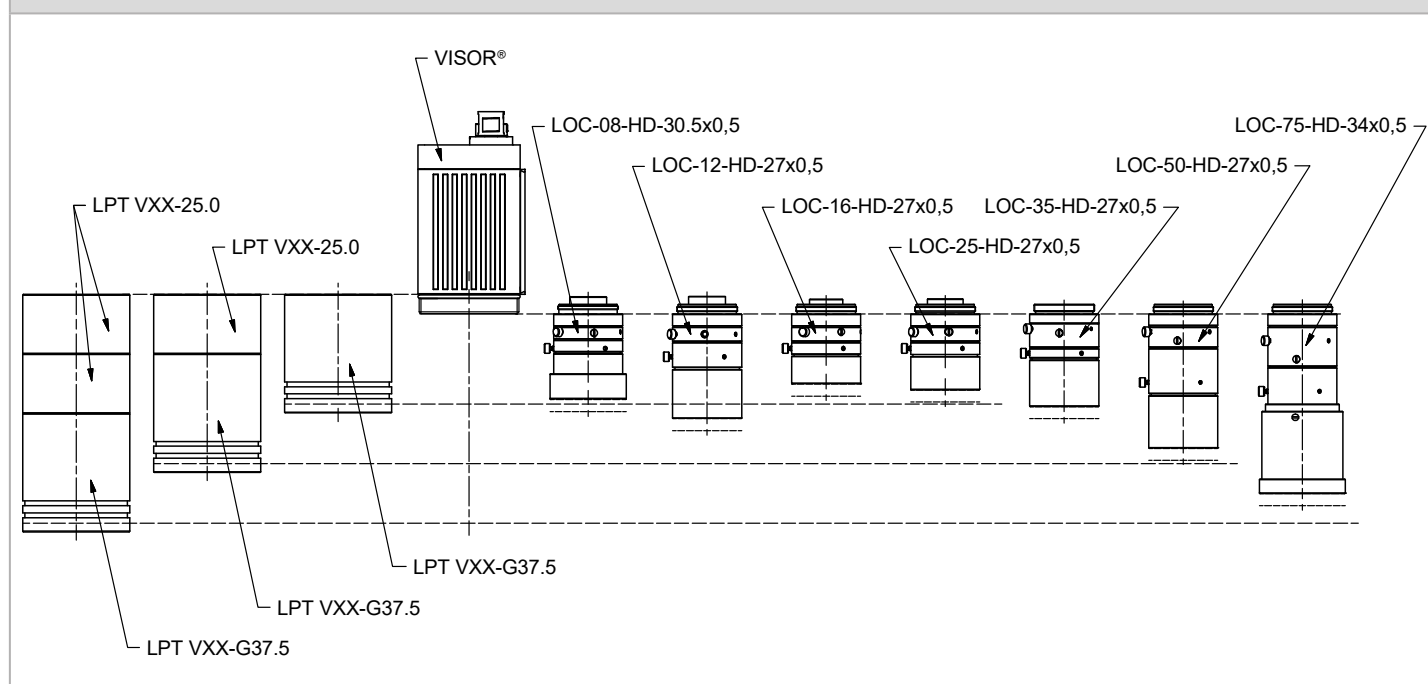 VISOR®
LOC-08-HD-30.5x0,5
LOC-75-HD-34x0,5
LOC-12-HD-27x0,5
LOC-50-HD-27x0,5
LPT VXX-25.0
LOC-16-HD-27x0,5
LOC-35-HD-27x0,5
LPT VXX-25.0
LOC-25-HD-27x0,5
LPT VXX-G37.5
LPT VXX-G37.5
LPT VXX-G37.5